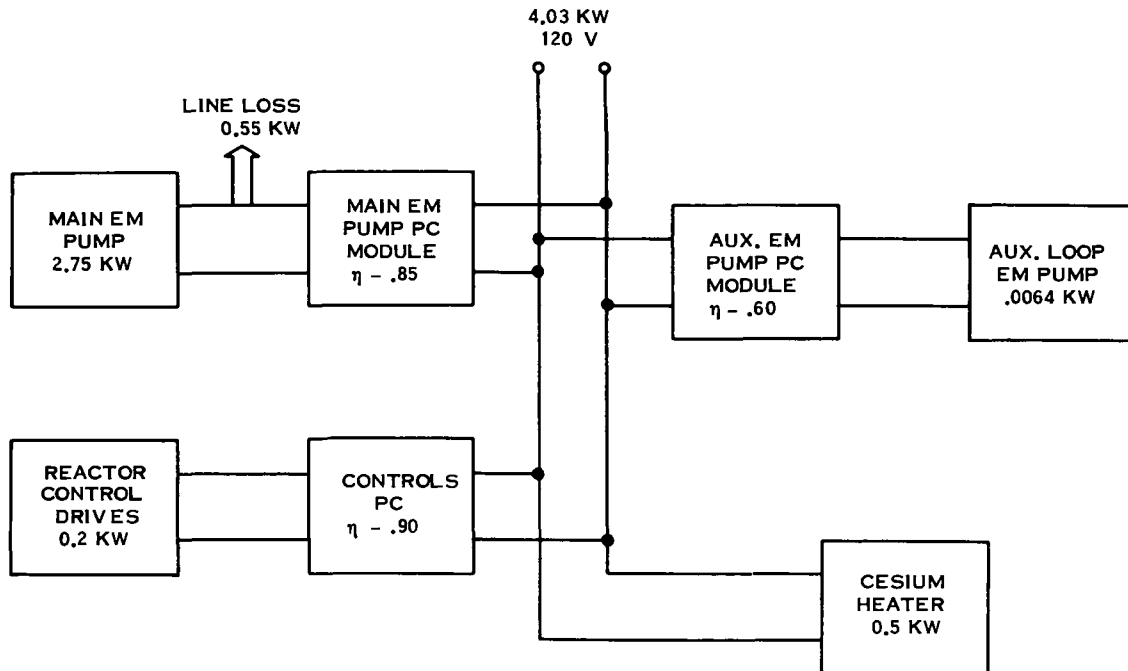 4.03 KW
120 V
LINE LOSS
0.55 KW
MAIN EM
PUMP
2.75 KW
MAIN EM
PUMP PC
MODULE
η – .85
AUX. EM
PUMP PC
MODULE
η – .60
AUX. LOOP
EM PUMP
.0064 KW
REACTOR
CONTROL
DRIVES
0.2 KW
CONTROLS
PC
η – .90
CESIUM
HEATER
0.5 KW